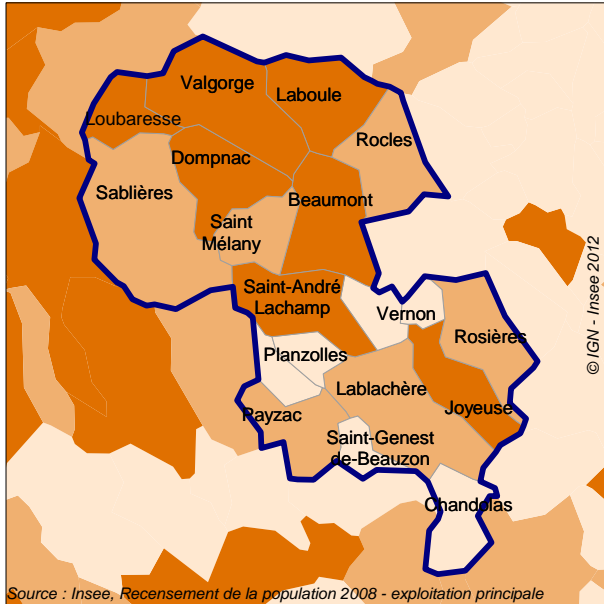 Valgorge
Laboule
Loubaresse
Rocles
Dompnac
Sablières
Beaumont
Saint
Mélany
Saint-André
Lachamp
Vernon
Rosières
Planzolles
Lablachère
Payzac
Joyeuse
Saint-Genest
de-Beauzon
Chandolas
© IGN - Insee 2012
Source : Insee, Recensement de la population 2008 - exploitation principale